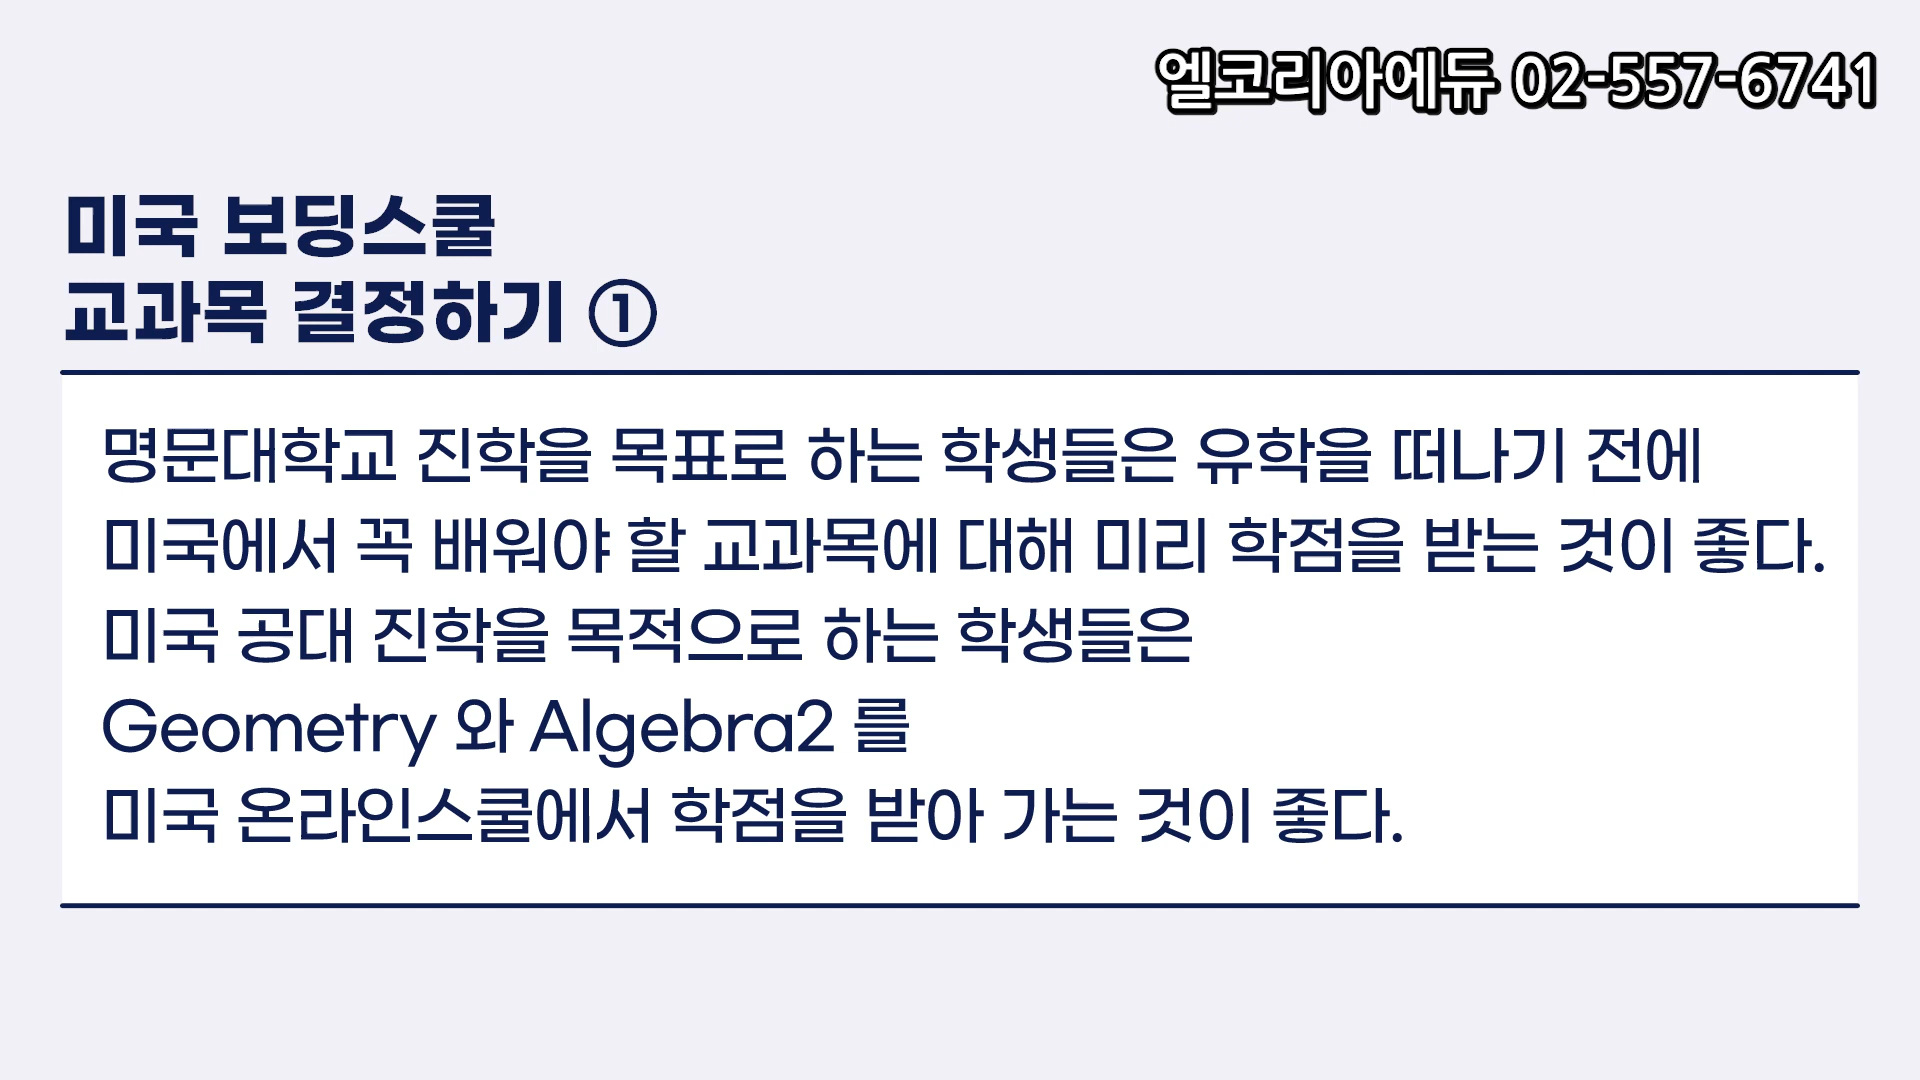 엘코리아에듀 02-557-6741
미국 보딩스쿨
교과목 결정하기 ①
명문대학교 진학을 목표로 하는 학생들은 유학을 떠나기 전에
미국에서 꼭 배워야 할 교과목에 대해 미리 학점을 받는 것이 좋다.
미국 공대 진학을 목적으로 하는 학생들은
Geometry 와 Algebra2 를
미국 온라인스쿨에서 학점을 받아 가는 것이 좋다.